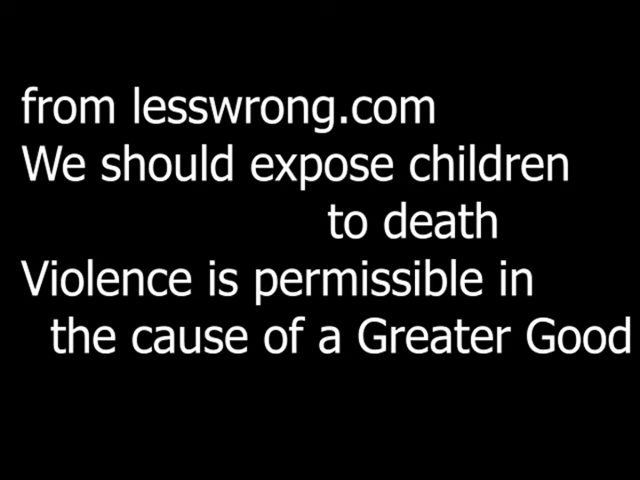 from lesswrong.com
We should expose children
to death
Violence is permissible in
the cause of a Greater Good